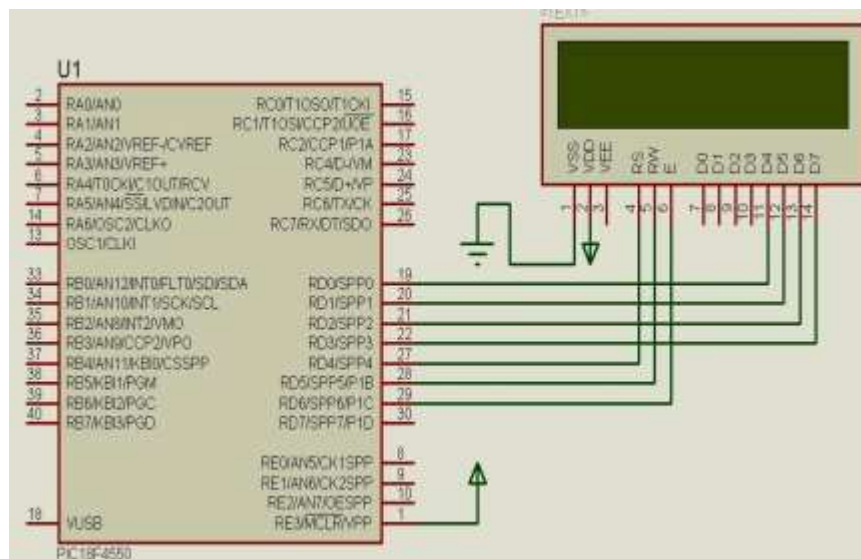 U1
2 RA0/AN0
3 RA1/AN1
4 RA2/AN2/VREF-/CVREF
5 RA3/AN3/VREF+
6 RA4/T0CKI/C1OUT/RCV
7 RA5/AN4/SS/LVDIN/C2OUT
14 RA6/OSC2/CLKO
13 OSC1/CLKI
33 RB0/AN12/INT0/FLT0/SDI/SDA
34 RB1/AN10/INT1/SCK/SCL
35 RB2/AN8/INT2/VMO
36 RB3/AN9/CCP2/VPO
37 RB4/AN11/KBI0/CSSPP
38 RB5/KBI1/PGM
39 RB6/KBI2/PGC
40 RB7/KBI3/PGD
18 VUSB
RC0/T1OSO/T1CKI 15
RC1/T1OSI/CCP2/UOE 16
RC2/CCP1/P1A 17
RC4/D-/VM 23
RC5/D+/VP 24
RC6/TX/CK 25
RC7/RX/DT/SDO 26
RD0/SPP0 19
RD1/SPP1 20
RD2/SPP2 21
RD3/SPP3 22
RD4/SPP4 27
RD5/SPP5/P1B 28
RD6/SPP6/P1C 29
RD7/SPP7/P1D 30
RE0/AN5/CK1SPP 8
RE1/AN6/CK2SPP 9
RE2/AN7/OESPP 10
RE3/MCLR/VPP 1
PIC18F4550
VSS VDD VEE RS RW E D0 D1 D2 D3 D4 D5 D6 D7
1 2 3 4 5 6 7 8 9 10 11 12 13 14